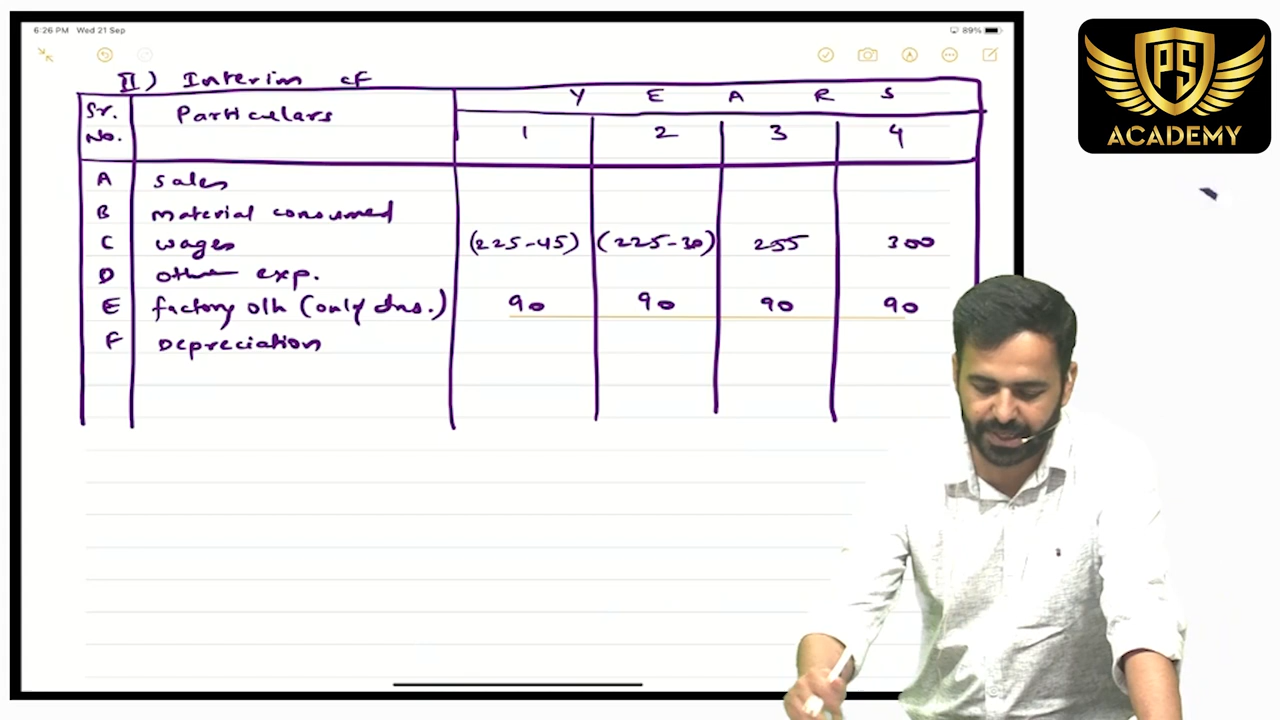 6:26 PM Wed 21 Sep
89%
PS
ACADEMY
II) Interim cf
Sr. No. Particulars Y E A R S
1 2 3 4
A sales
B material consumed
C wages (225-45) (225-30) 255 300
D other exp.
E factory o/h (only dns.) 90 90 90 90
F Depreciation